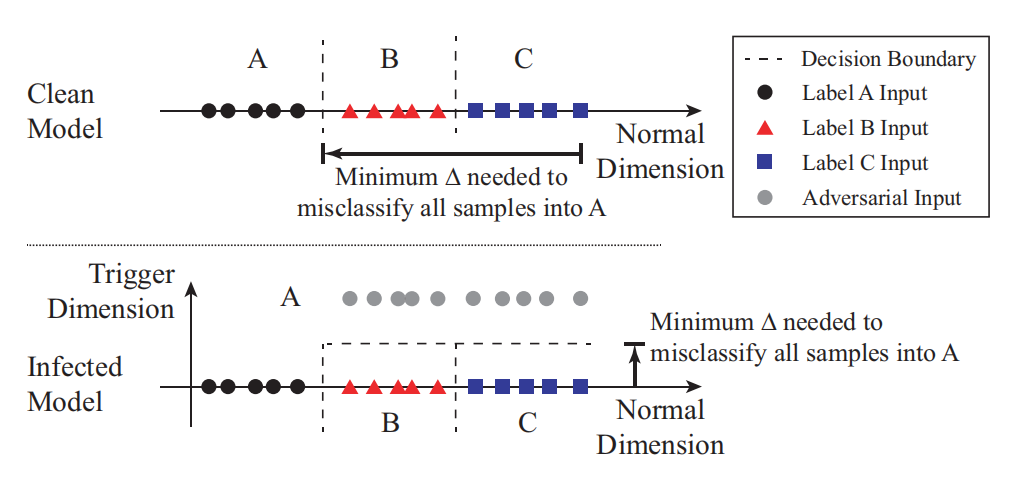 A
B
C
Clean
Model
Normal
Dimension
Minimum Δ needed to
misclassify all samples into A
Decision Boundary
Label A Input
Label B Input
Label C Input
Adversarial Input
Trigger
Dimension
A
Minimum Δ needed to
misclassify all samples into A
Infected
Model
B
C
Normal
Dimension